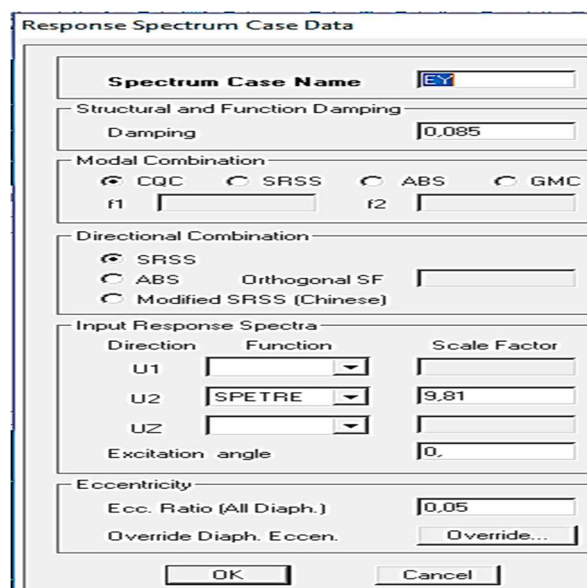 Response Spectrum Case Data
Spectrum Case Name EY
Structural and Function Damping
Damping 0,085
Modal Combination
CQC SRSS ABS GMC
f1 f2
Directional Combination
SRSS
ABS Orthogonal SF
Modified SRSS (Chinese)
Input Response Spectra
Direction Function Scale Factor
U1
U2 SPETRE 9,81
UZ
Excitation angle 0,
Eccentricity
Ecc. Ratio (All Diaph.) 0,05
Override Diaph. Eccen. Override...
OK Cancel